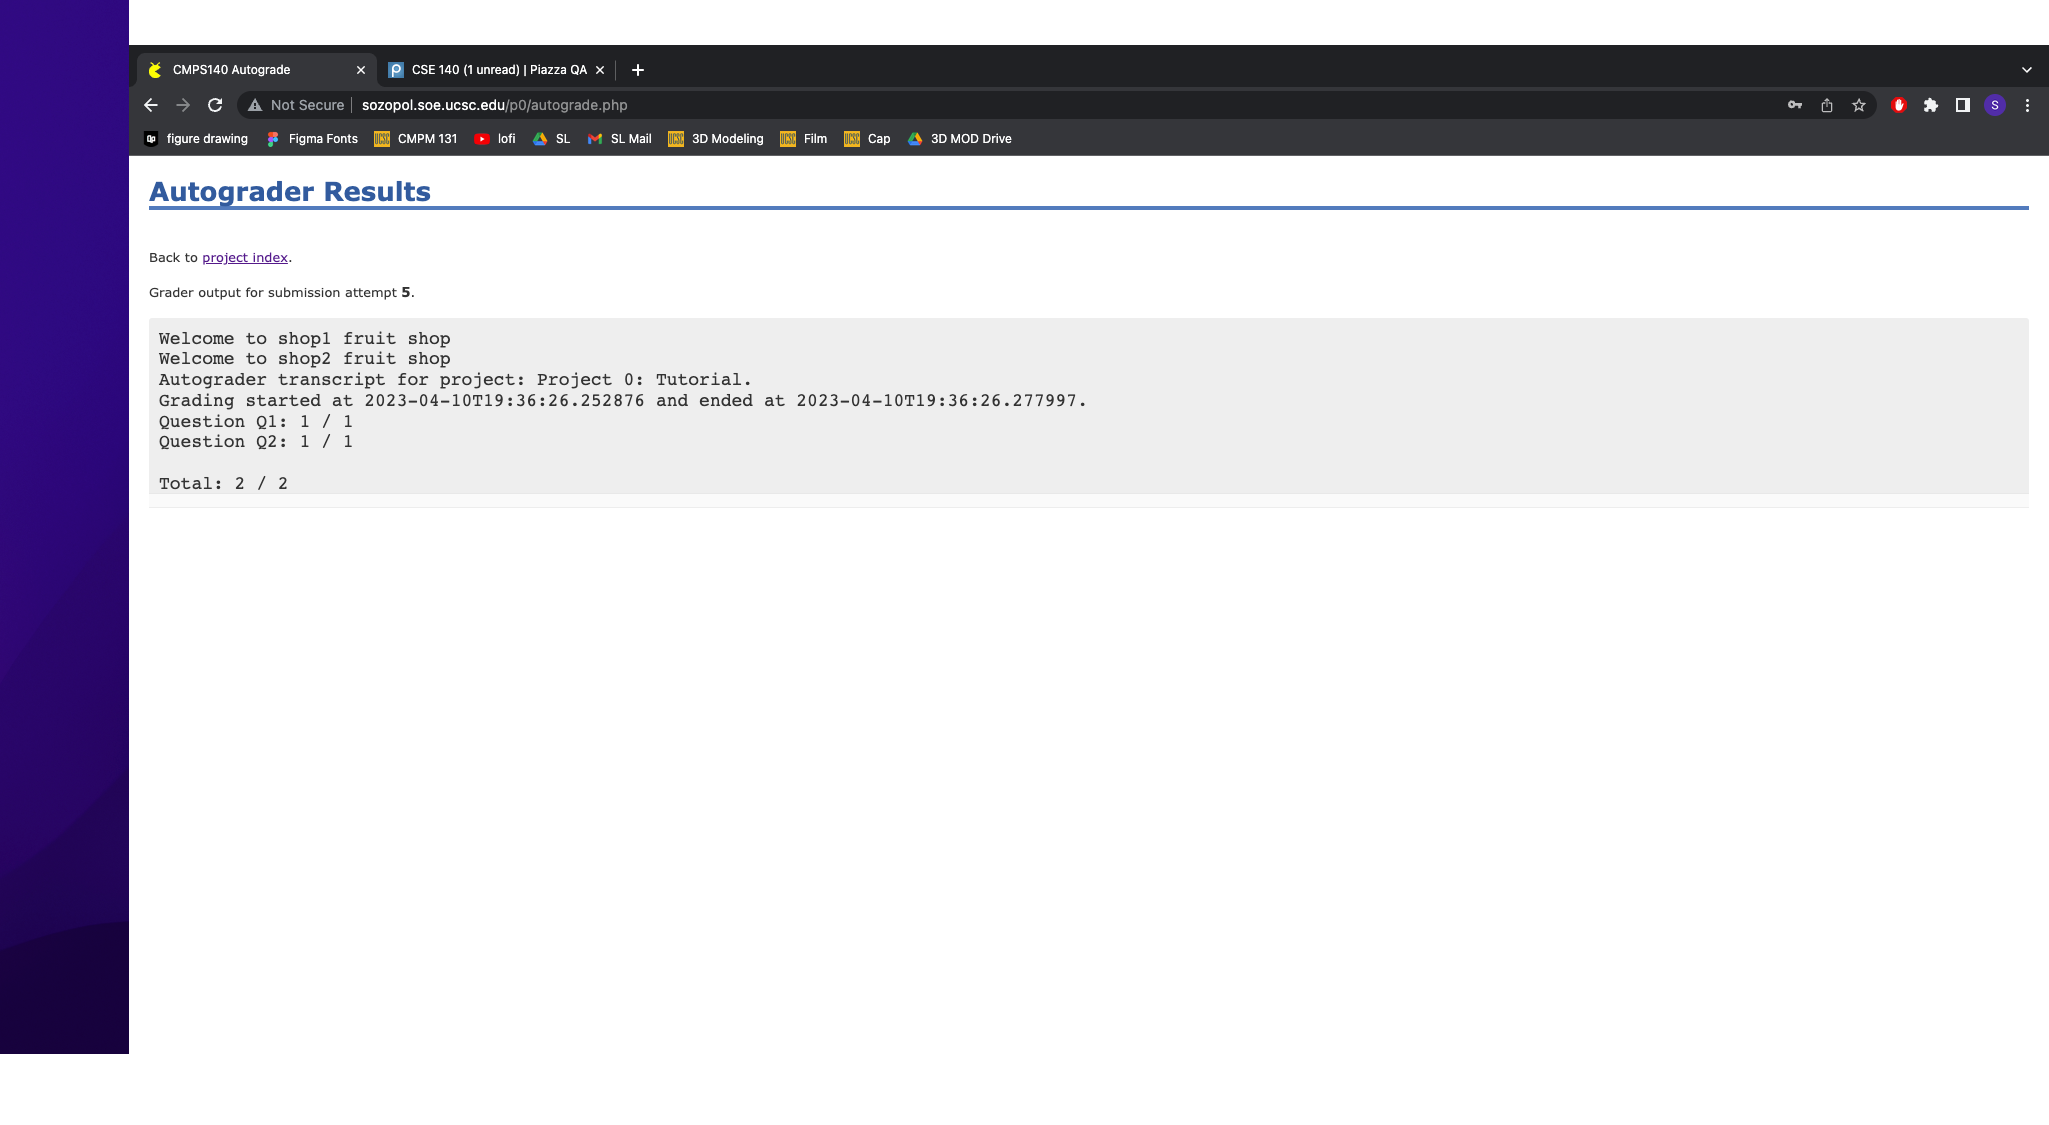 CMPS140 Autograde
CSE 140 (1 unread) | Piazza QA
Not Secure | sozopol.soe.ucsc.edu/p0/autograde.php
S
figure drawing Figma Fonts CMPM 131 lofi SL SL Mail 3D Modeling Film Cap 3D MOD Drive
Autograder Results
Back to project index.
Grader output for submission attempt 5.
Welcome to shop1 fruit shop
Welcome to shop2 fruit shop
Autograder transcript for project: Project 0: Tutorial.
Grading started at 2023-04-10T19:36:26.252876 and ended at 2023-04-10T19:36:26.277997.
Question Q1: 1 / 1
Question Q2: 1 / 1
Total: 2 / 2